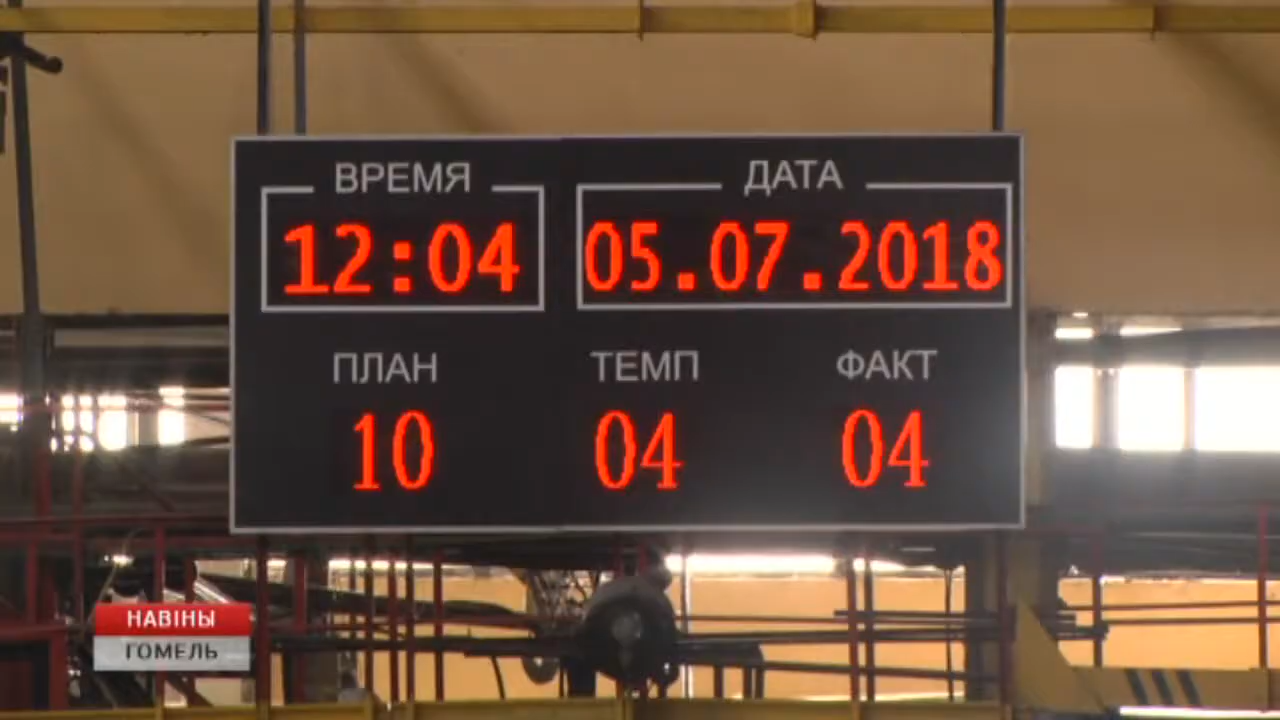 ВРЕМЯ ДАТА
12:04 05.07.2018
ПЛАН ТЕМП ФАКТ
10 04 04
НАВІНЫ
ГОМЕЛЬ